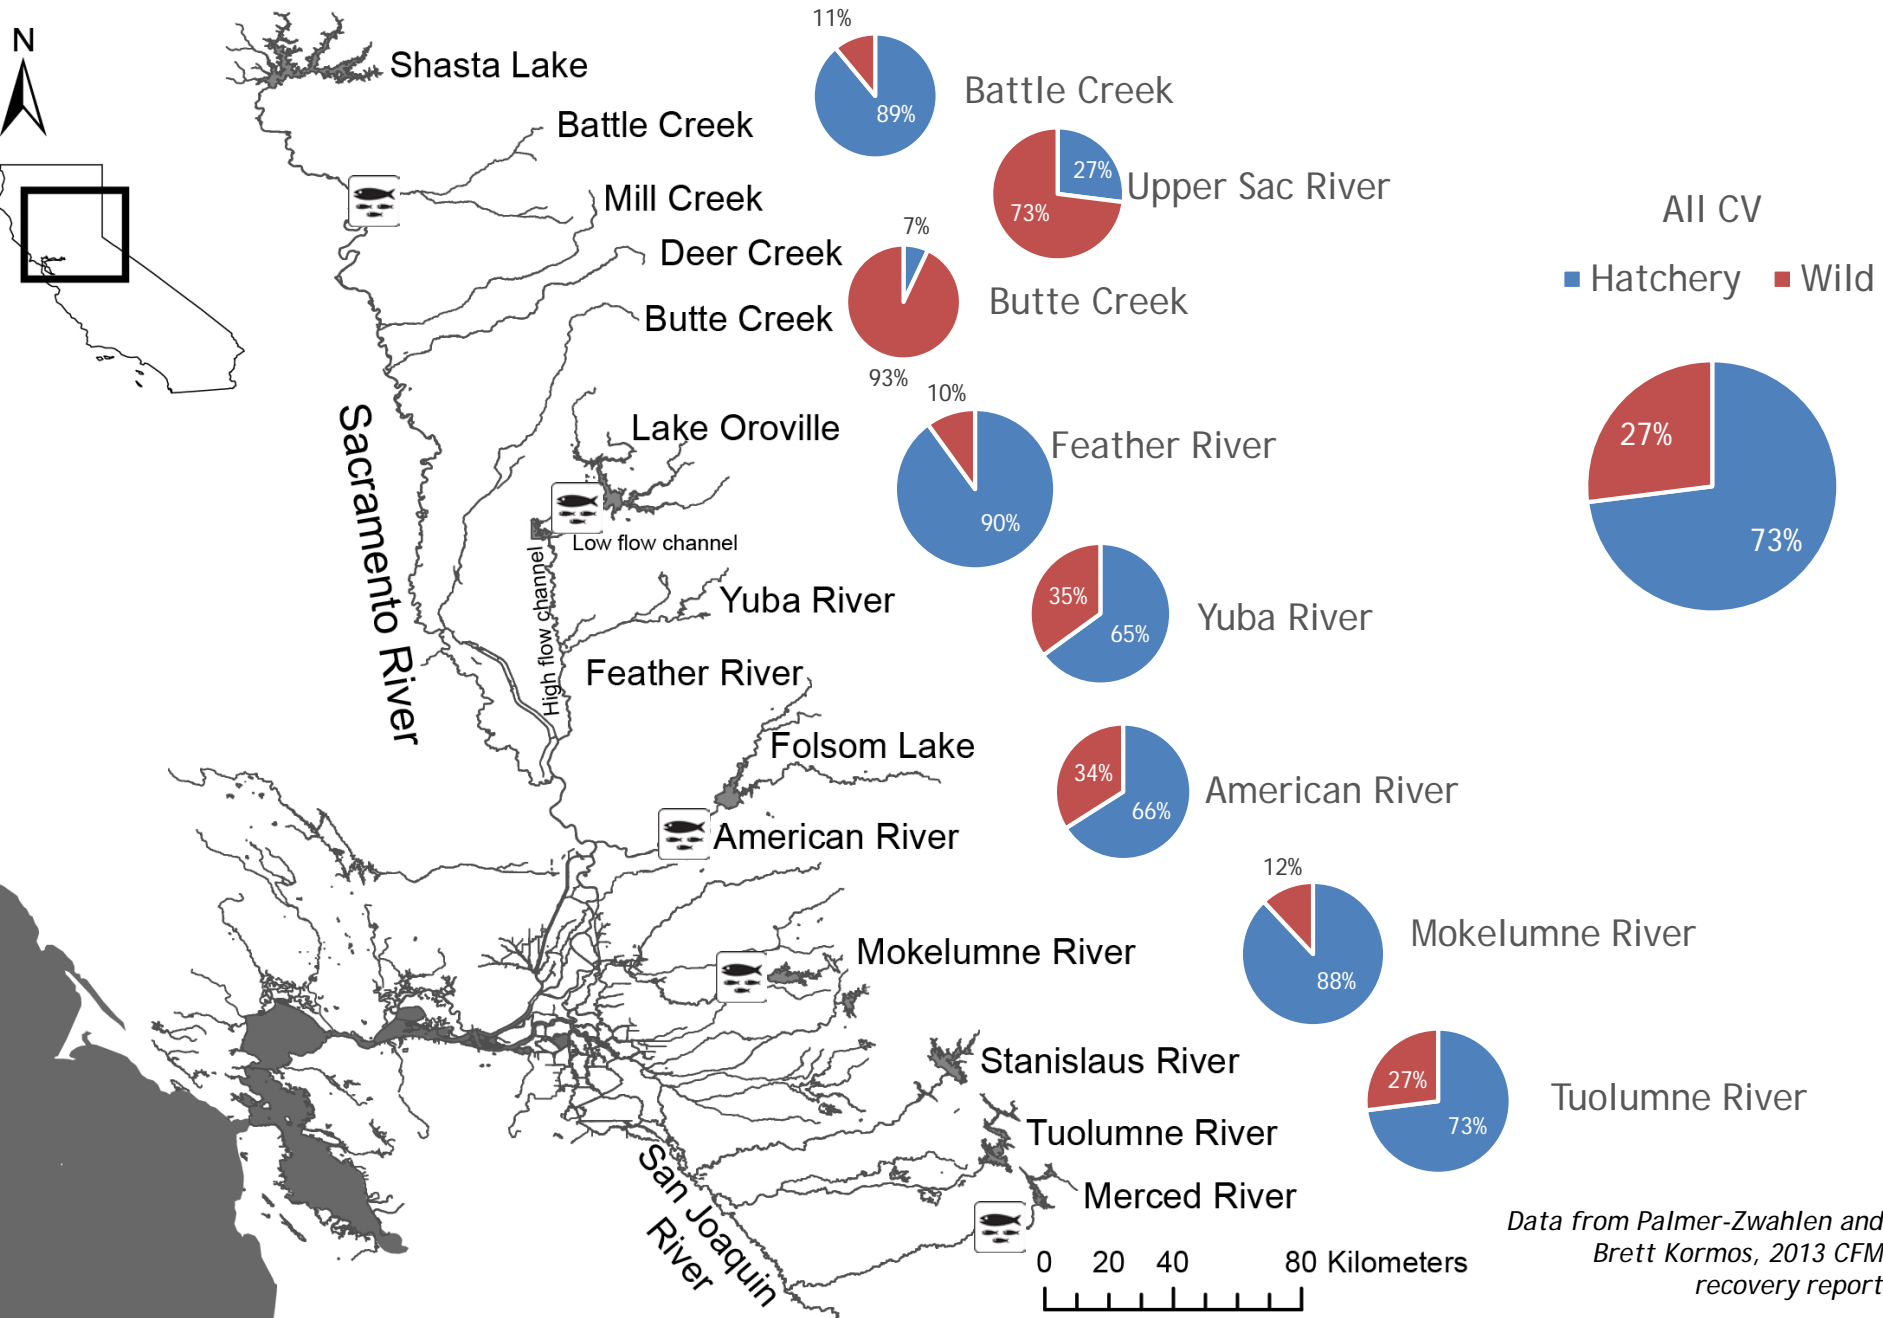 N
Shasta Lake
Battle Creek
Mill Creek
Deer Creek
Butte Creek
Lake Oroville
Low flow channel
High flow channel
Yuba River
Feather River
Sacramento River
Folsom Lake
American River
Mokelumne River
Stanislaus River
Tuolumne River
Merced River
San Joaquin
River
0 20 40 80 Kilometers
11%
89%
Battle Creek
27%
73%
Upper Sac River
7%
93%
Butte Creek
10%
90%
Feather River
35%
65%
Yuba River
34%
66%
American River
12%
88%
Mokelumne River
27%
73%
Tuolumne River
All CV
Hatchery Wild
27%
73%
Data from Palmer-Zwahlen and
Brett Kormos, 2013 CFM
recovery report